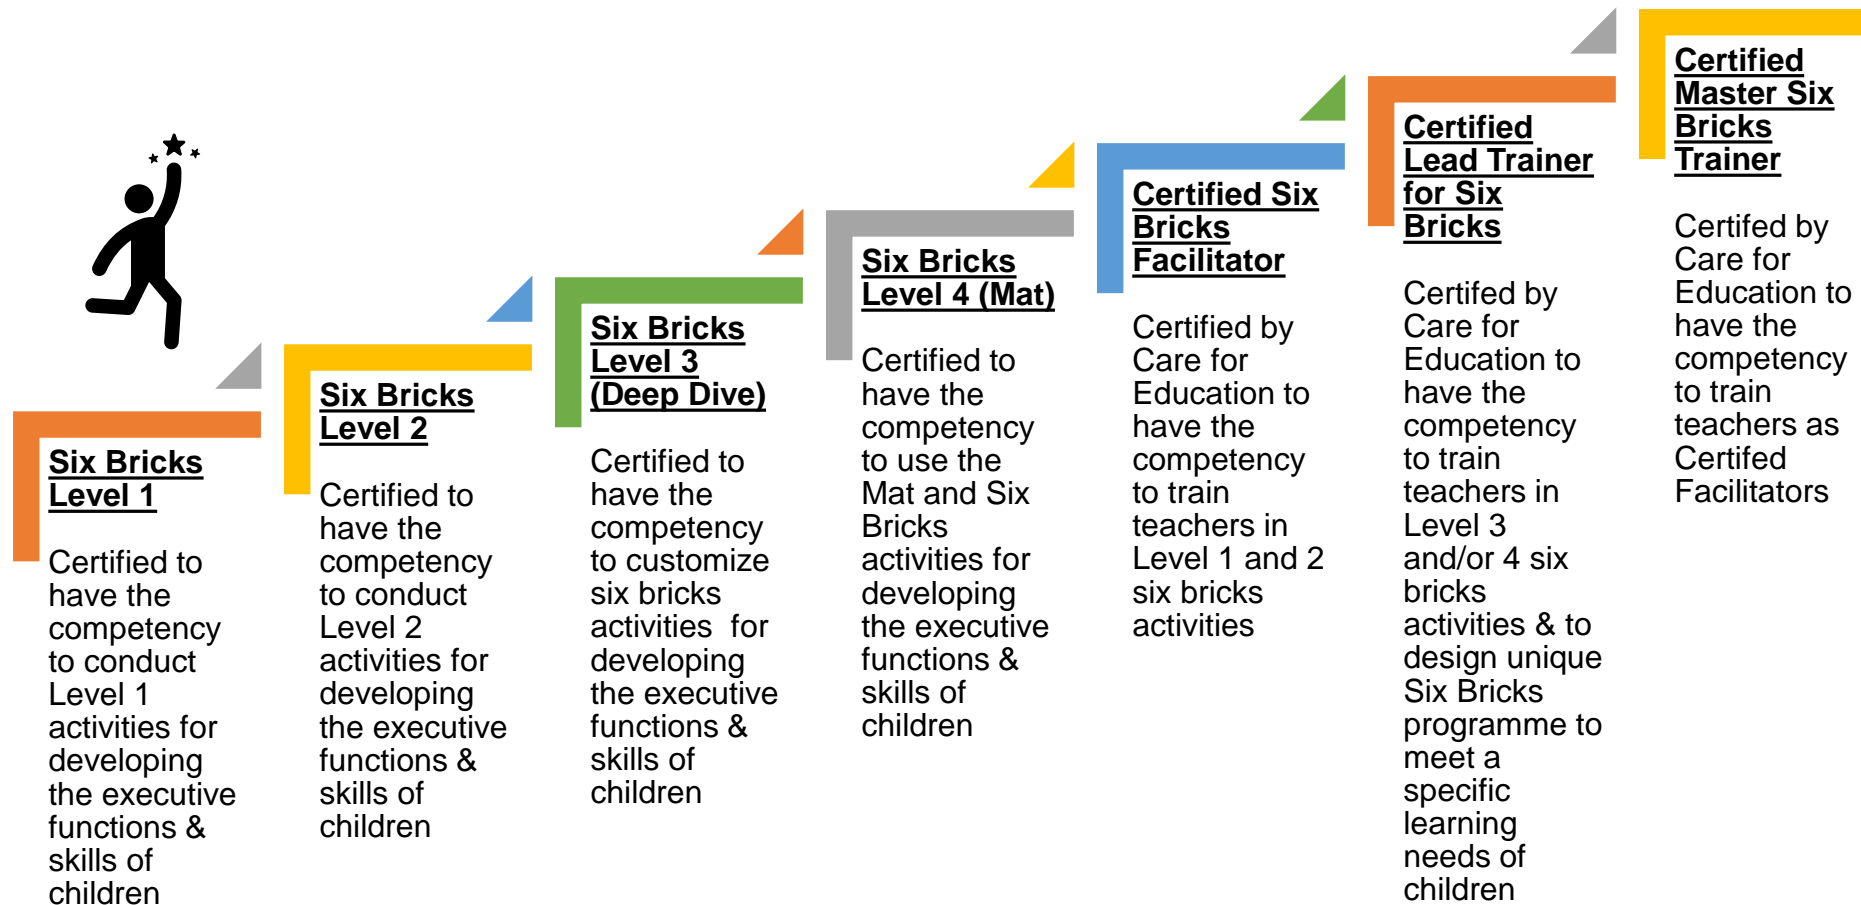 Six Bricks
Level 1
Certified to
have the
competency
to conduct
Level 1
activities for
developing
the executive
functions &
skills of
children
Six Bricks
Level 2
Certified to
have the
competency
to conduct
Level 2
activities for
developing
the executive
functions &
skills of
children
Six Bricks
Level 3
(Deep Dive)
Certified to
have the
competency
to customize
six bricks
activities  for
developing
the executive
functions &
skills of
children
Six Bricks
Level 4 (Mat)
Certified to
have the
competency
to use the
Mat and Six
Bricks
activities for
developing
the executive
functions &
skills of
children
Certified Six
Bricks
Facilitator
Certified by
Care for
Education to
have the
competency
to train
teachers in
Level 1 and 2
six bricks
activities
Certified
Lead Trainer
for Six
Bricks
Certifed by
Care for
Education to
have the
competency
to train
teachers in
Level 3
and/or 4 six
bricks
activities & to
design unique
Six Bricks
programme to
meet a
specific
learning
needs of
children
Certified
Master Six
Bricks
Trainer
Certifed by
Care for
Education to
have the
competency
to train
teachers as
Certifed
Facilitators